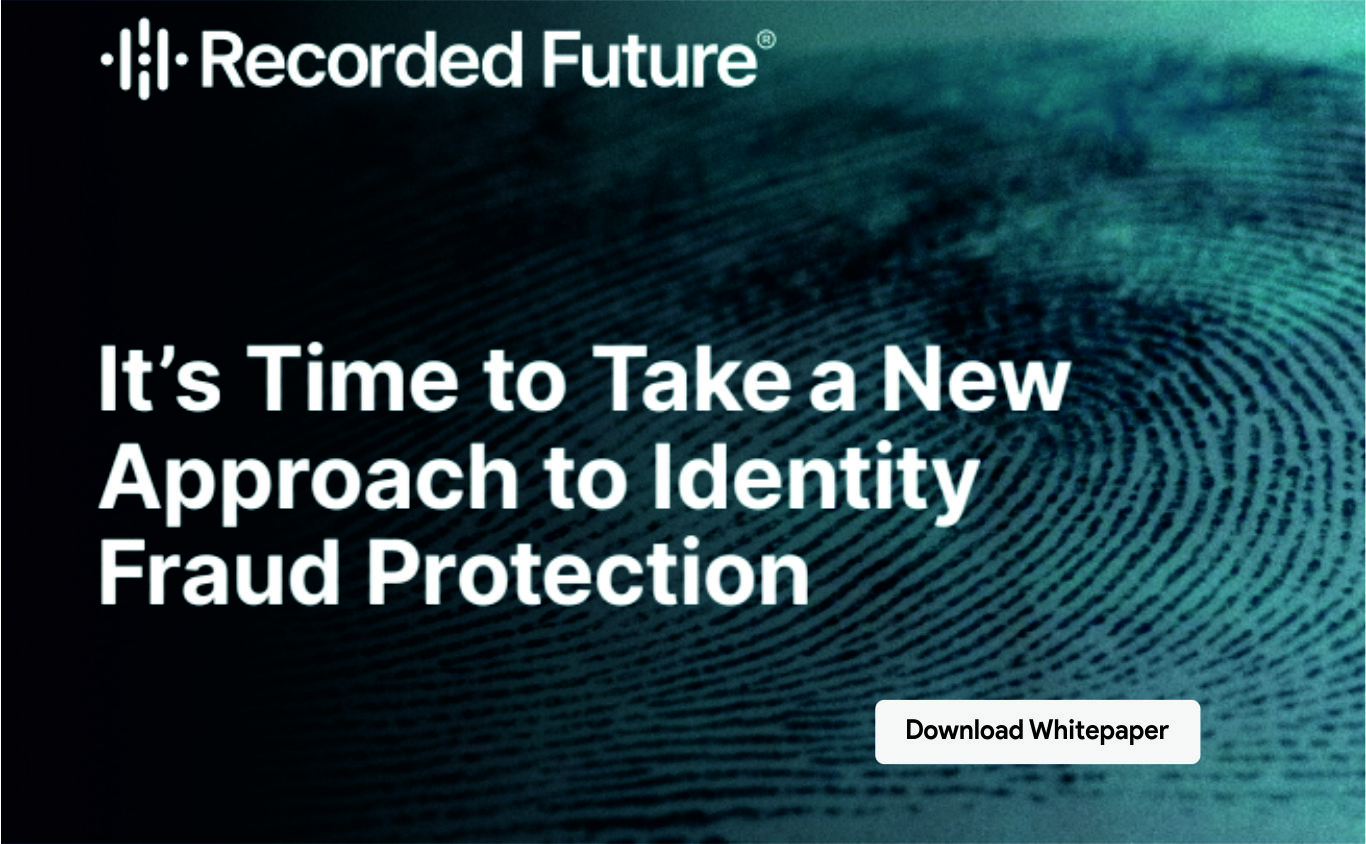 Recorded Future®
It’s Time to Take a New
Approach to Identity
Fraud Protection
Download Whitepaper